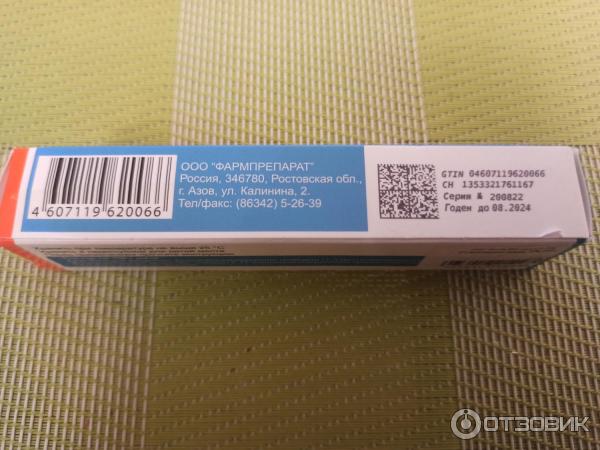 ООО "ФАРМПРЕПАРАТ"
Россия, 346780, Ростовская обл.,
г. Азов, ул. Калинина, 2.
Тел/факс: (86342) 5-26-39
4 607119 620066
GTIN 04607119620066
СН 1353321761167
Серия № 200822
Годен до 08.2024
ОТЗОВИК